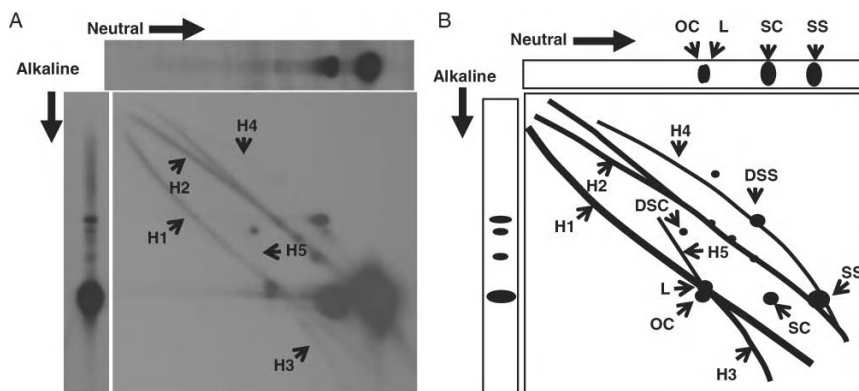 A
Neutral
Alkaline
H4
H2
H1
H5
H3
B
OC L SC SS
Neutral
Alkaline
H4
H2
DSS
DSC
H1
H5
L
SS
OC
SC
H3